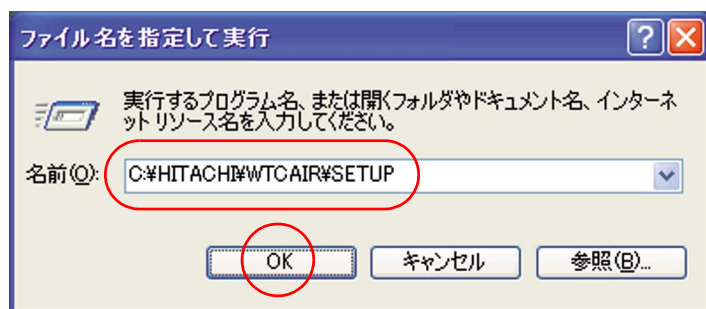 ファイル名を指定して実行
実行するプログラム名、または開くフォルダやドキュメント名、インターネ
ット リソース名を入力してください。
名前(O): C:¥HITACHI¥WTCAIR¥SETUP
OK キャンセル 参照(B)...